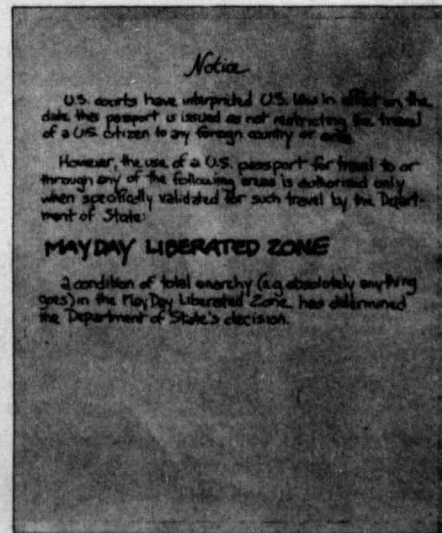 Notice
U.S. courts have interpreted U.S. law in effect on the
date this passport is issued as not restricting the travel
of a U.S. citizen to any foreign country or area.
However, the use of a U.S. passport for travel to or
through any of the following areas is authorized only
when specifically validated for such travel by the Depart-
ment of State:
MAYDAY LIBERATED ZONE
a condition of total anarchy (e.g. absolutely anything
goes) in the MayDay Liberated Zone has determined
the Department of State's decision.